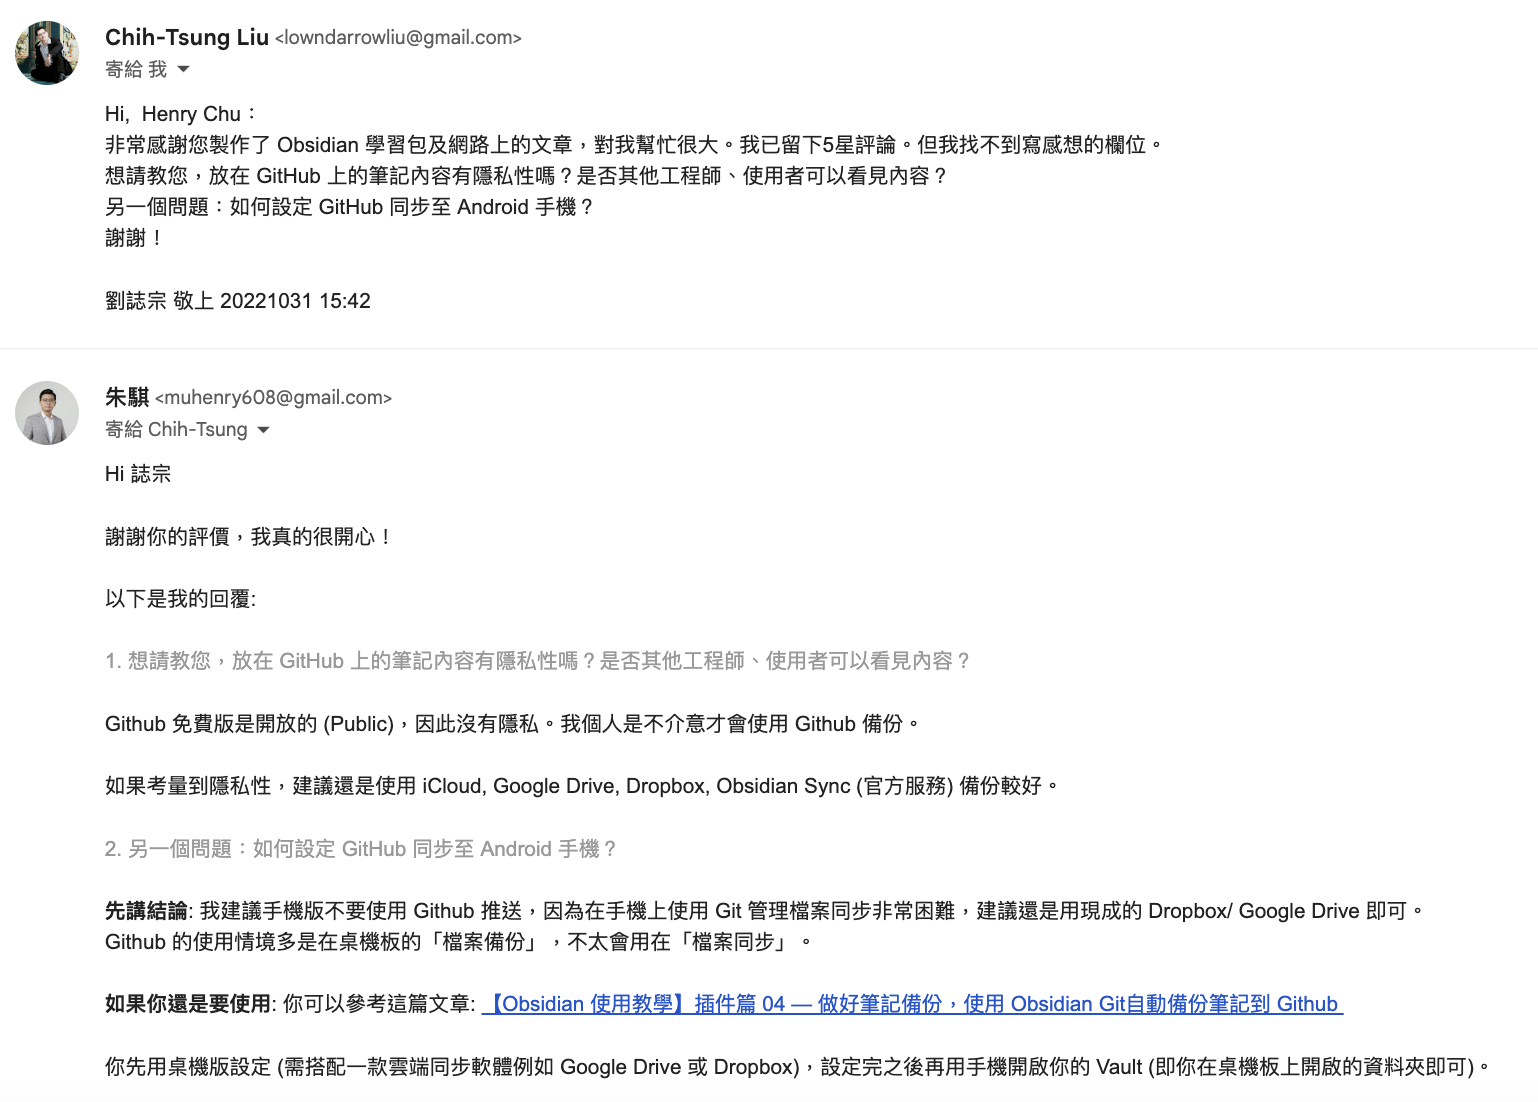 Chih-Tsung Liu <lowndarrowliu@gmail.com>
寄給 我
Hi,  Henry Chu：
非常感謝您製作了 Obsidian 學習包及網路上的文章，對我幫忙很大。我已留下5星評論。但我找不到寫感想的欄位。
想請教您，放在 GitHub 上的筆記內容有隱私性嗎？是否其他工程師、使用者可以看見內容？
另一個問題：如何設定 GitHub 同步至 Android 手機？
謝謝！
劉誌宗 敬上 20221031 15:42
朱騏 <muhenry608@gmail.com>
寄給 Chih-Tsung
Hi 誌宗
謝謝你的評價，我真的很開心！
以下是我的回覆:
1. 想請教您，放在 GitHub 上的筆記內容有隱私性嗎？是否其他工程師、使用者可以看見內容？
Github 免費版是開放的 (Public)，因此沒有隱私。我個人是不介意才會使用 Github 備份。
如果考量到隱私性，建議還是使用 iCloud, Google Drive, Dropbox, Obsidian Sync (官方服務) 備份較好。
2. 另一個問題：如何設定 GitHub 同步至 Android 手機？
先講結論: 我建議手機版不要使用 Github 推送，因為在手機上使用 Git 管理檔案同步非常困難，建議還是用現成的 Dropbox/ Google Drive 即可。
Github 的使用情境多是在桌機板的「檔案備份」，不太會用在「檔案同步」。
如果你還是要使用: 你可以參考這篇文章: 【Obsidian 使用教學】插件篇 04 — 做好筆記備份，使用 Obsidian Git自動備份筆記到 Github
你先用桌機版設定 (需搭配一款雲端同步軟體例如 Google Drive 或 Dropbox)，設定完之後再用手機開啟你的 Vault (即你在桌機板上開啟的資料夾即可)。